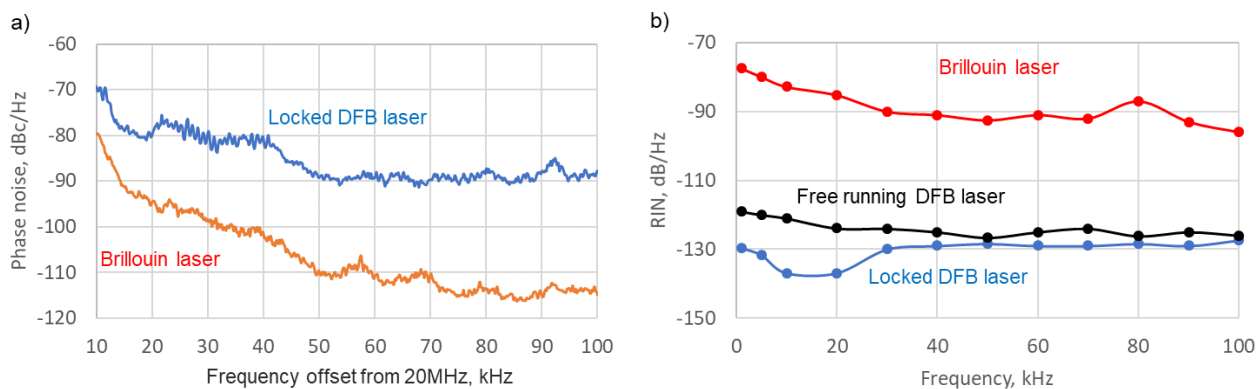 a)
Phase noise, dBc/Hz
-60
-70
-80
-90
-100
-110
-120
Locked DFB laser
Brillouin laser
10 20 30 40 50 60 70 80 90 100
Frequency offset from 20MHz, kHz
b)
RIN, dB/Hz
-70
-90
-110
-130
-150
Brillouin laser
Free running DFB laser
Locked DFB laser
0 20 40 60 80 100
Frequency, kHz